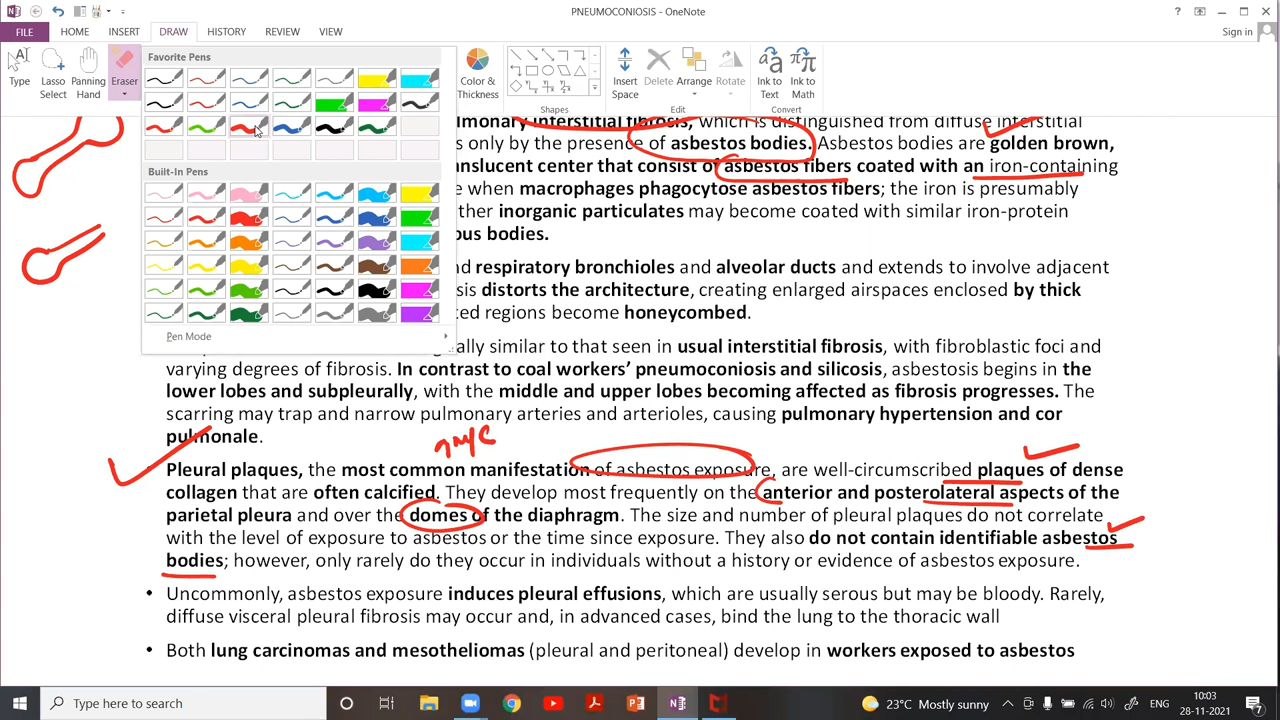 PNEUMOCONIOSIS - OneNote
?
FILE HOME INSERT DRAW HISTORY REVIEW VIEW
Sign in
Type
Lasso Select
Panning Hand
Eraser
Favorite Pens
Built-In Pens
Pen Mode
Color & Thickness
Shapes
Insert Space
Delete
Arrange
Rotate
Edit
Ink to Text
Ink to Math
Convert
monary interstitial fibrosis, which is distinguished from diffuse interstitial
s only by the presence of asbestos bodies. Asbestos bodies are golden brown,
anslucent center that consist of asbestos fibers coated with an iron-containing
e when macrophages phagocytose asbestos fibers; the iron is presumably
ther inorganic particulates may become coated with similar iron-protein
ous bodies.
nd respiratory bronchioles and alveolar ducts and extends to involve adjacent
sis distorts the architecture, creating enlarged airspaces enclosed by thick
ted regions become honeycombed.
ally similar to that seen in usual interstitial fibrosis, with fibroblastic foci and
varying degrees of fibrosis. In contrast to coal workers' pneumoconiosis and silicosis, asbestosis begins in the
lower lobes and subpleurally, with the middle and upper lobes becoming affected as fibrosis progresses. The
scarring may trap and narrow pulmonary arteries and arterioles, causing pulmonary hypertension and cor
pulmonale.
Pleural plaques, the most common manifestation of asbestos exposure, are well-circumscribed plaques of dense
collagen that are often calcified. They develop most frequently on the anterior and posterolateral aspects of the
parietal pleura and over the domes of the diaphragm. The size and number of pleural plaques do not correlate
with the level of exposure to asbestos or the time since exposure. They also do not contain identifiable asbestos
bodies; however, only rarely do they occur in individuals without a history or evidence of asbestos exposure.
• Uncommonly, asbestos exposure induces pleural effusions, which are usually serous but may be bloody. Rarely,
diffuse visceral pleural fibrosis may occur and, in advanced cases, bind the lung to the thoracic wall
• Both lung carcinomas and mesotheliomas (pleural and peritoneal) develop in workers exposed to asbestos
Type here to search
23°C Mostly sunny
ENG
10:03
28-11-2021
7